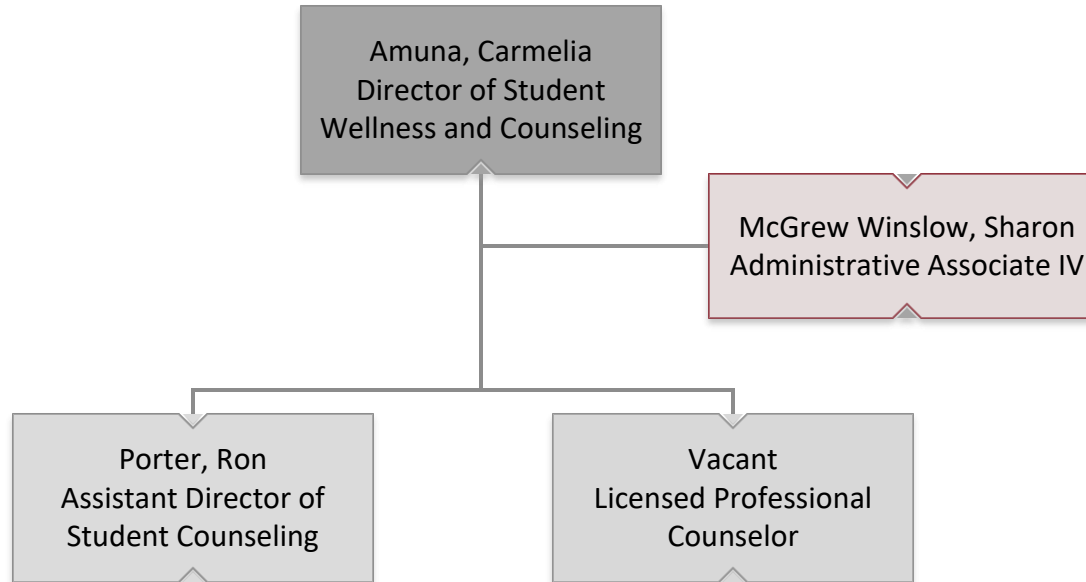 Amuna, Carmelia
Director of Student
Wellness and Counseling
McGrew Winslow, Sharon
Administrative Associate IV
Porter, Ron
Assistant Director of
Student Counseling
Vacant
Licensed Professional
Counselor